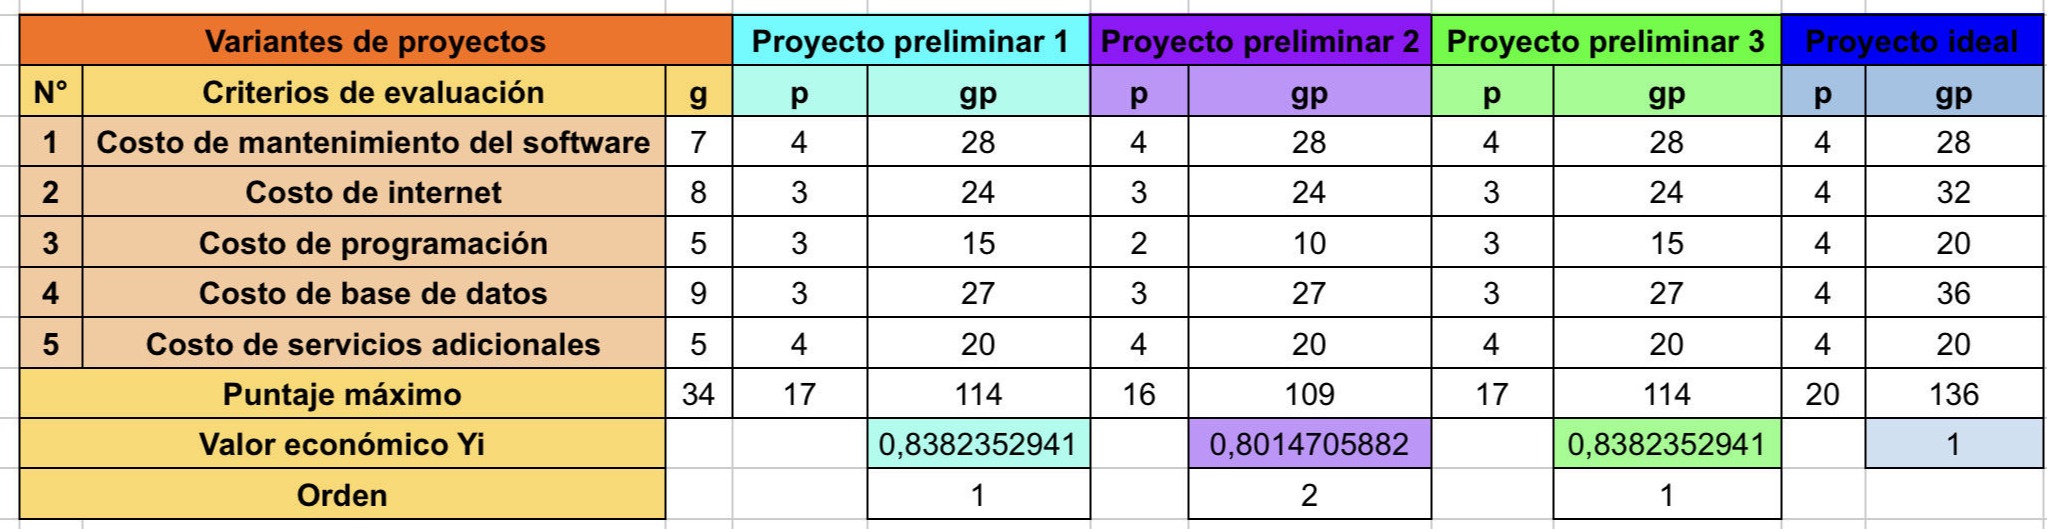 Variantes de proyectos Proyecto preliminar 1 Proyecto preliminar 2 Proyecto preliminar 3 Proyecto ideal
N° Criterios de evaluación g p gp p gp p gp p gp
1 Costo de mantenimiento del software 7 4 28 4 28 4 28 4 28
2 Costo de internet 8 3 24 3 24 3 24 4 32
3 Costo de programación 5 3 15 2 10 3 15 4 20
4 Costo de base de datos 9 3 27 3 27 3 27 4 36
5 Costo de servicios adicionales 5 4 20 4 20 4 20 4 20
Puntaje máximo 34 17 114 16 109 17 114 20 136
Valor económico Yi 0,8382352941 0,8014705882 0,8382352941 1
Orden 1 2 1